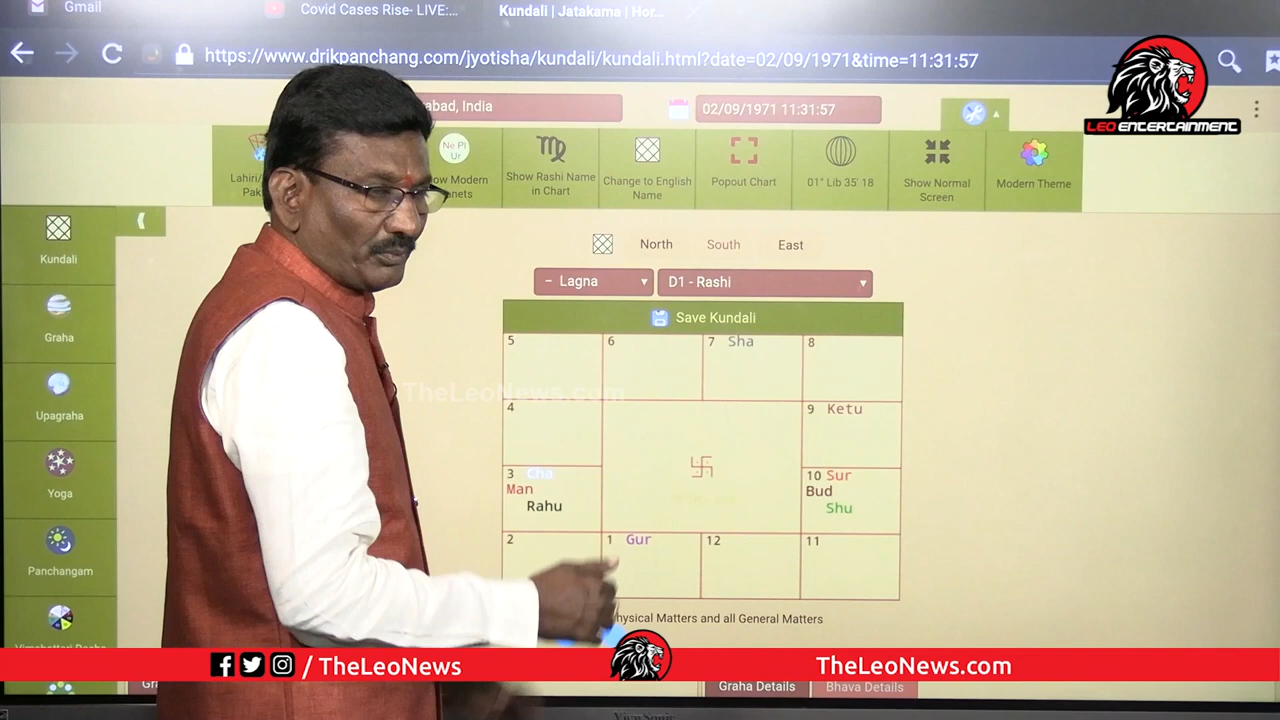 Gmail
Covid Cases Rise- LIVE:...
Kundali | Jatakama | Hor...
https://www.drikpanchang.com/jyotisha/kundali/kundali.html?date=02/09/1971&time=11:31:57
LEO ENTERTAINMENT
abad, India
02/09/1971 11:31:57
Lahiri/
Ne Pl
Ur
Modern
Show Rashi Name
in Chart
Change to English
Name
Popout Chart
01° Lib 35' 18
Show Normal
Screen
Modern Theme
Kundali
Graha
Upagraha
Yoga
Panchangam
North
South
East
− Lagna
D1 - Rashi
Save Kundali
5
6
7 Sha
8
4
9 Ketu
TheLeoNews.com
3 Cha
Man
Rahu
10 Sur
Bud
Shu
2
1 Gur
12
11
hysical Matters and all General Matters
/ TheLeoNews
TheLeoNews.com
Graha Details
Bhava Details
ViewSonic